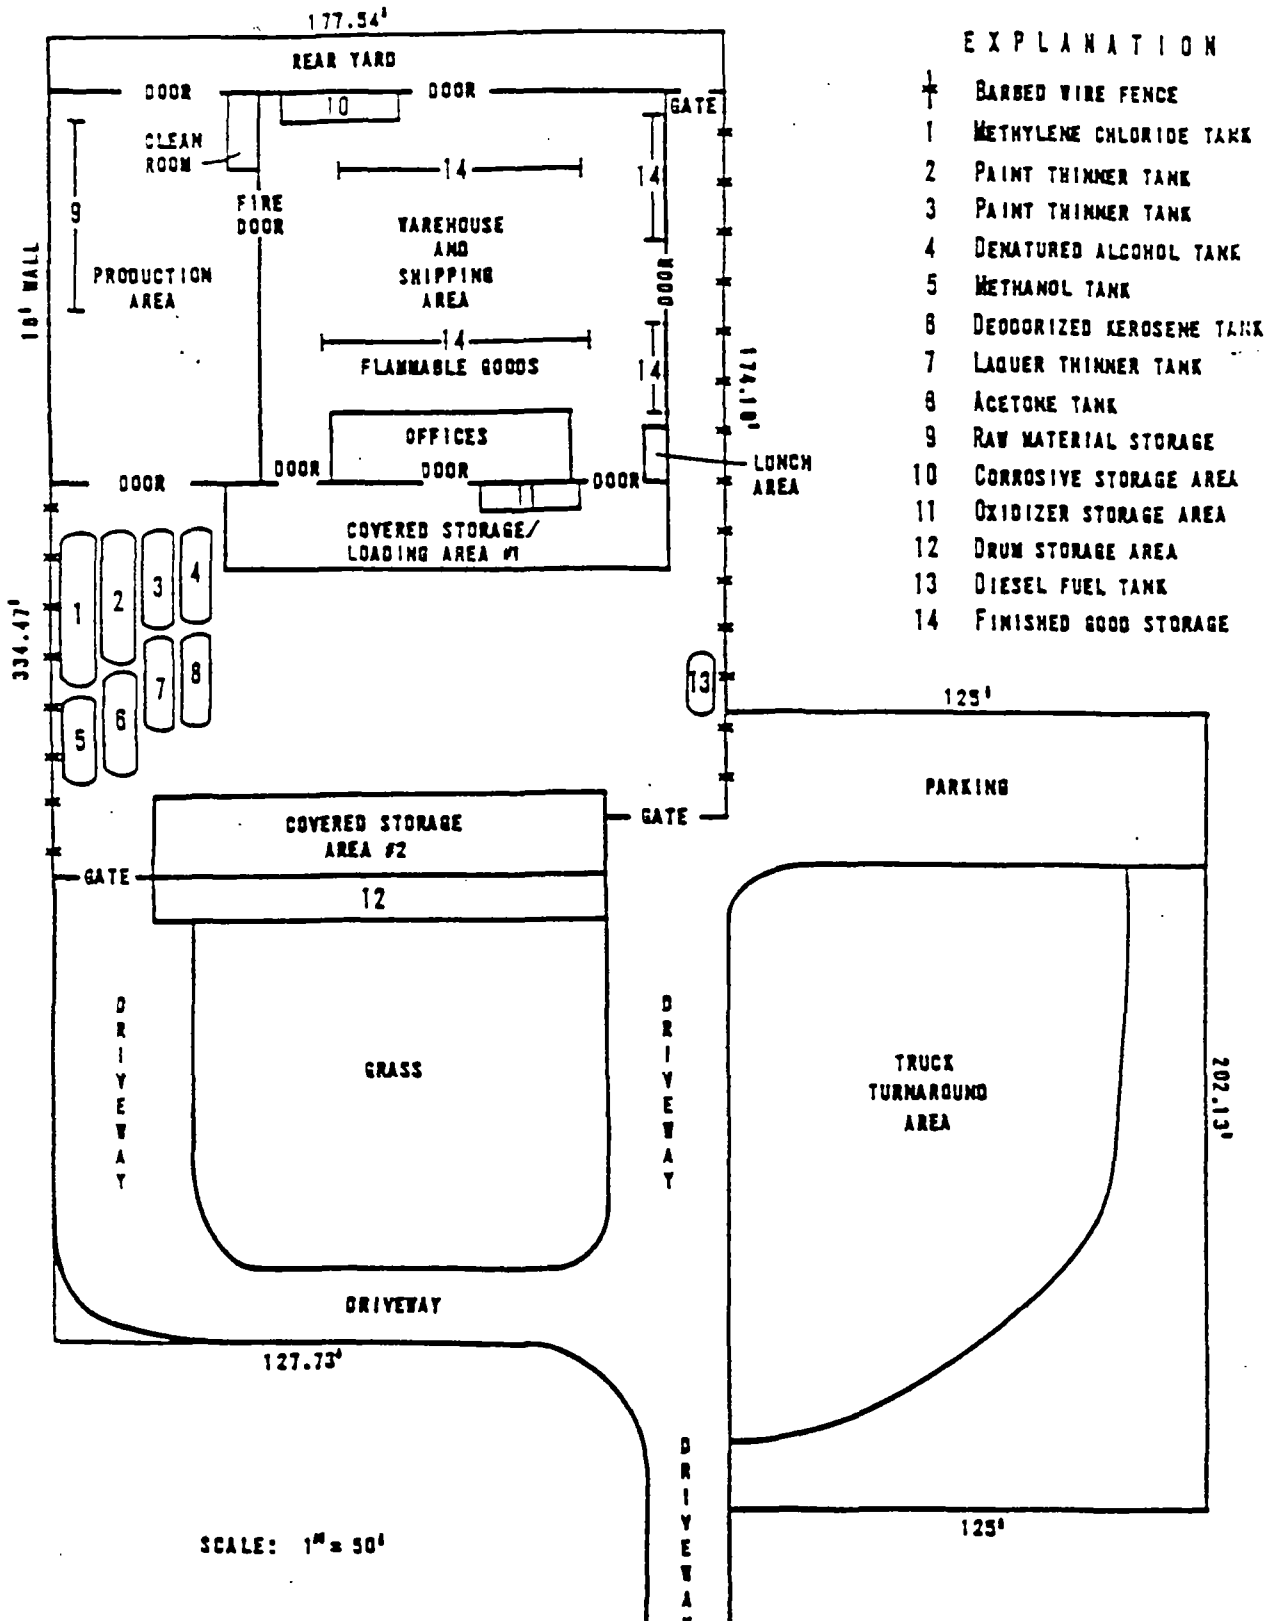 177.54'
REAR YARD
DOOR
10
DOOR
GATE
CLEAN
ROOM
14
14
9
FIRE
DOOR
WAREHOUSE
AND
SHIPPING
AREA
18' WALL
PRODUCTION
AREA
DOOR
14
FLAMMABLE GOODS
14
174.18'
OFFICES
DOOR
DOOR
DOOR
DOOR
LUNCH
AREA
11
COVERED STORAGE/
LOADING AREA #1
334.47'
1
2
3
4
5
6
7
8
13
COVERED STORAGE
AREA #2
GATE
GATE
12
125'
PARKING
DRIVEWAY
GRASS
DRIVEWAY
TRUCK
TURNAROUND
AREA
202.13'
DRIVEWAY
127.73'
DRIVEWAY
125'
SCALE: 1" = 50'
EXPLANATION
BARBED WIRE FENCE
1 METHYLENE CHLORIDE TANK
2 PAINT THINNER TANK
3 PAINT THINNER TANK
4 DENATURED ALCOHOL TANK
5 METHANOL TANK
6 DEODORIZED KEROSENE TANK
7 LAQUER THINNER TANK
8 ACETONE TANK
9 RAW MATERIAL STORAGE
10 CORROSIVE STORAGE AREA
11 OXIDIZER STORAGE AREA
12 DRUM STORAGE AREA
13 DIESEL FUEL TANK
14 FINISHED GOOD STORAGE